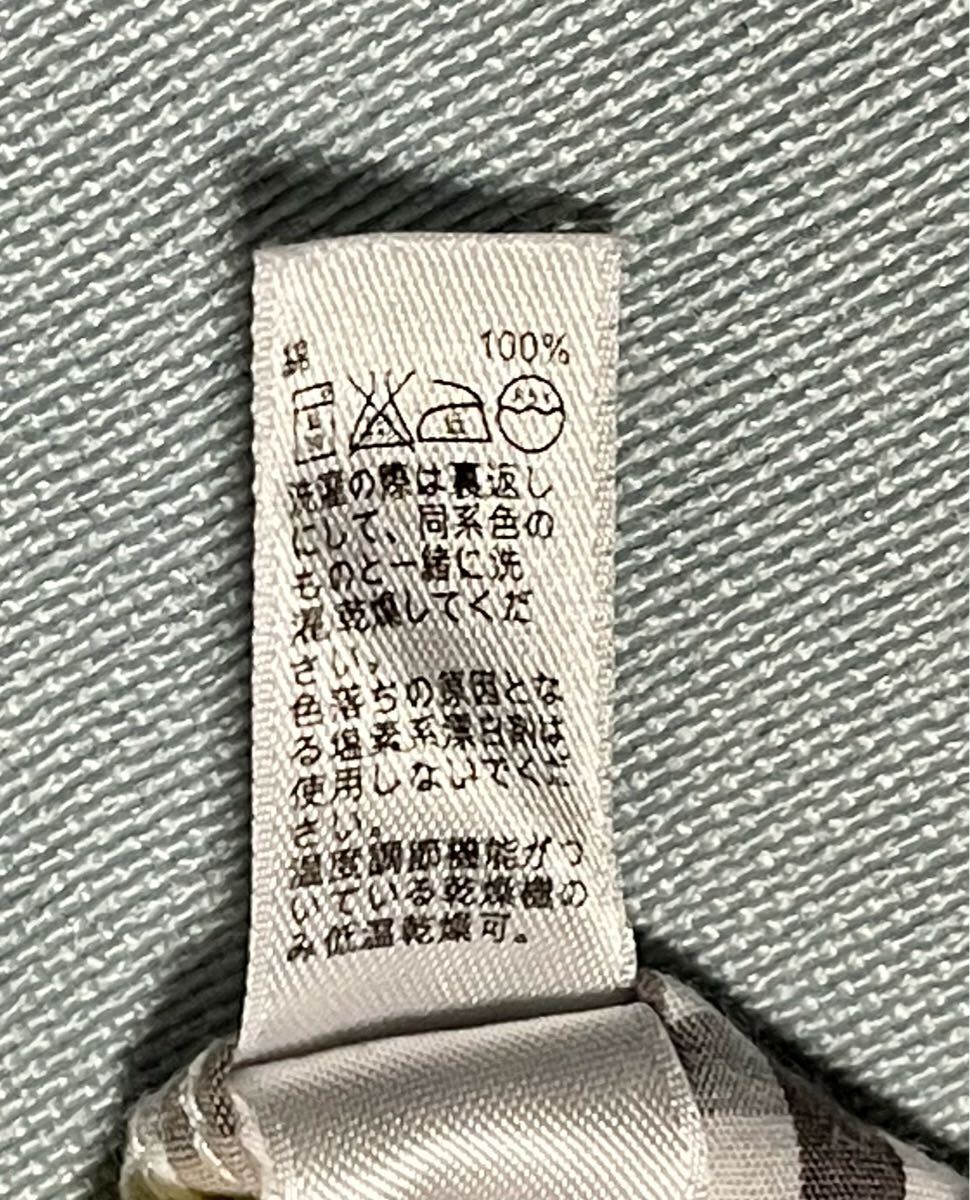 綿 100%
洗濯の際は裏返し
にして、同系色の
ものと一緒に洗
濯乾燥してくだ
さい。
色落ちの原因とな
る塩素系漂白剤は
使用しないでくだ
さい。
温度調節機能がつ
いている乾燥機の
み低温乾燥可。